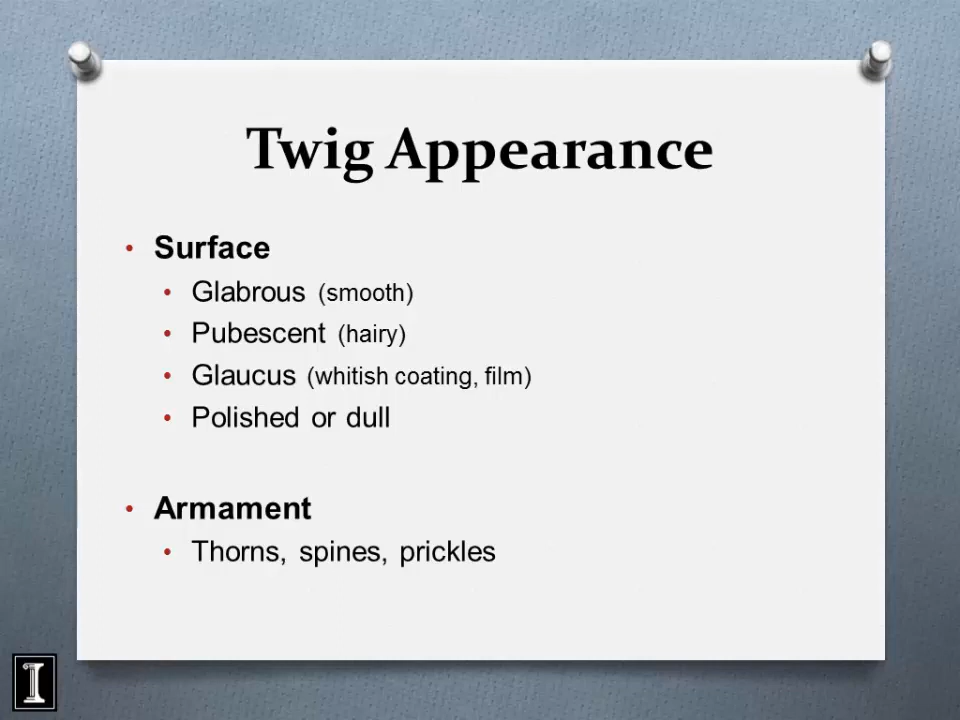 Twig Appearance
• Surface
• Glabrous (smooth)
• Pubescent (hairy)
• Glaucus (whitish coating, film)
• Polished or dull
• Armament
• Thorns, spines, prickles
I